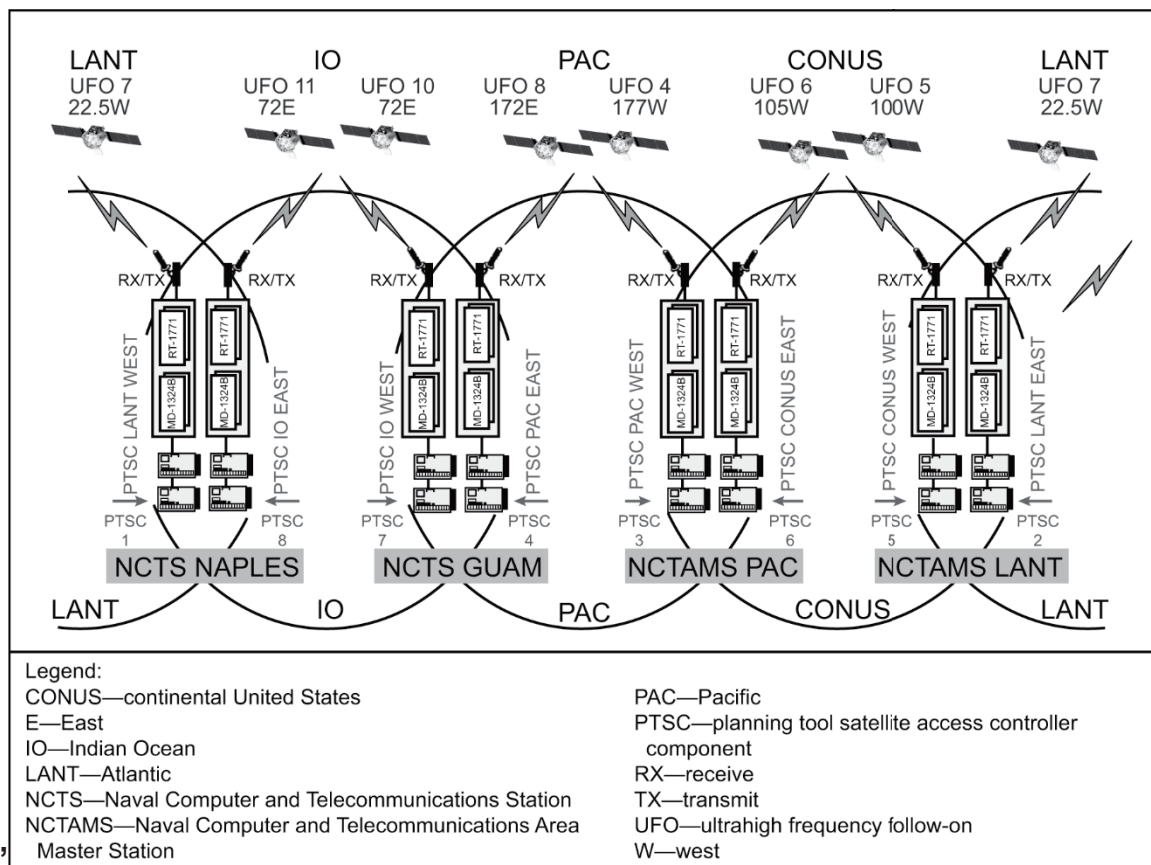 LANT IO PAC CONUS LANT
UFO 7 UFO 11 UFO 10 UFO 8 UFO 4 UFO 6 UFO 5 UFO 7
22.5W 72E 72E 172E 177W 105W 100W 22.5W
RX/TX RX/TX RX/TX RX/TX RX/TX RX/TX RX/TX RX/TX
RT-1771 RT-1771 RT-1771 RT-1771 RT-1771 RT-1771 RT-1771 RT-1771
MD-1324B MD-1324B MD-1324B MD-1324B MD-1324B MD-1324B MD-1324B MD-1324B
PTSC LANT WEST
PTSC IO EAST
PTSC IO WEST
PTSC PAC EAST
PTSC PAC WEST
PTSC CONUS EAST
PTSC CONUS WEST
PTSC LANT EAST
PTSC PTSC PTSC PTSC PTSC PTSC PTSC PTSC
1 8 7 4 3 6 5 2
NCTS NAPLES NCTS GUAM NCTAMS PAC NCTAMS LANT
LANT IO PAC CONUS LANT
Legend:
CONUS—continental United States
E—East
IO—Indian Ocean
LANT—Atlantic
NCTS—Naval Computer and Telecommunications Station
NCTAMS—Naval Computer and Telecommunications Area
Master Station
PAC—Pacific
PTSC—planning tool satellite access controller
component
RX—receive
TX—transmit
UFO—ultrahigh frequency follow-on
W—west
,